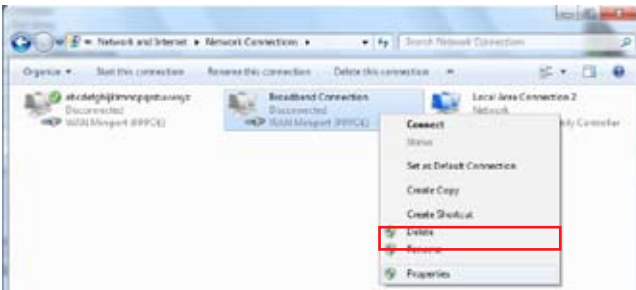 Network and Internet ▸ Network Connections ▸
Search Network Connection
Organize ▾ Start this connection Rename this connection Delete this connection »
Disconnected
WAN Miniport (PPPOE)
Broadband Connection
Disconnected
WAN Miniport (PPPOE)
Local Area Connection 2
Network
Controller
Connect
Status
Set as Default Connection
Create Copy
Create Shortcut
Delete
Rename
Properties